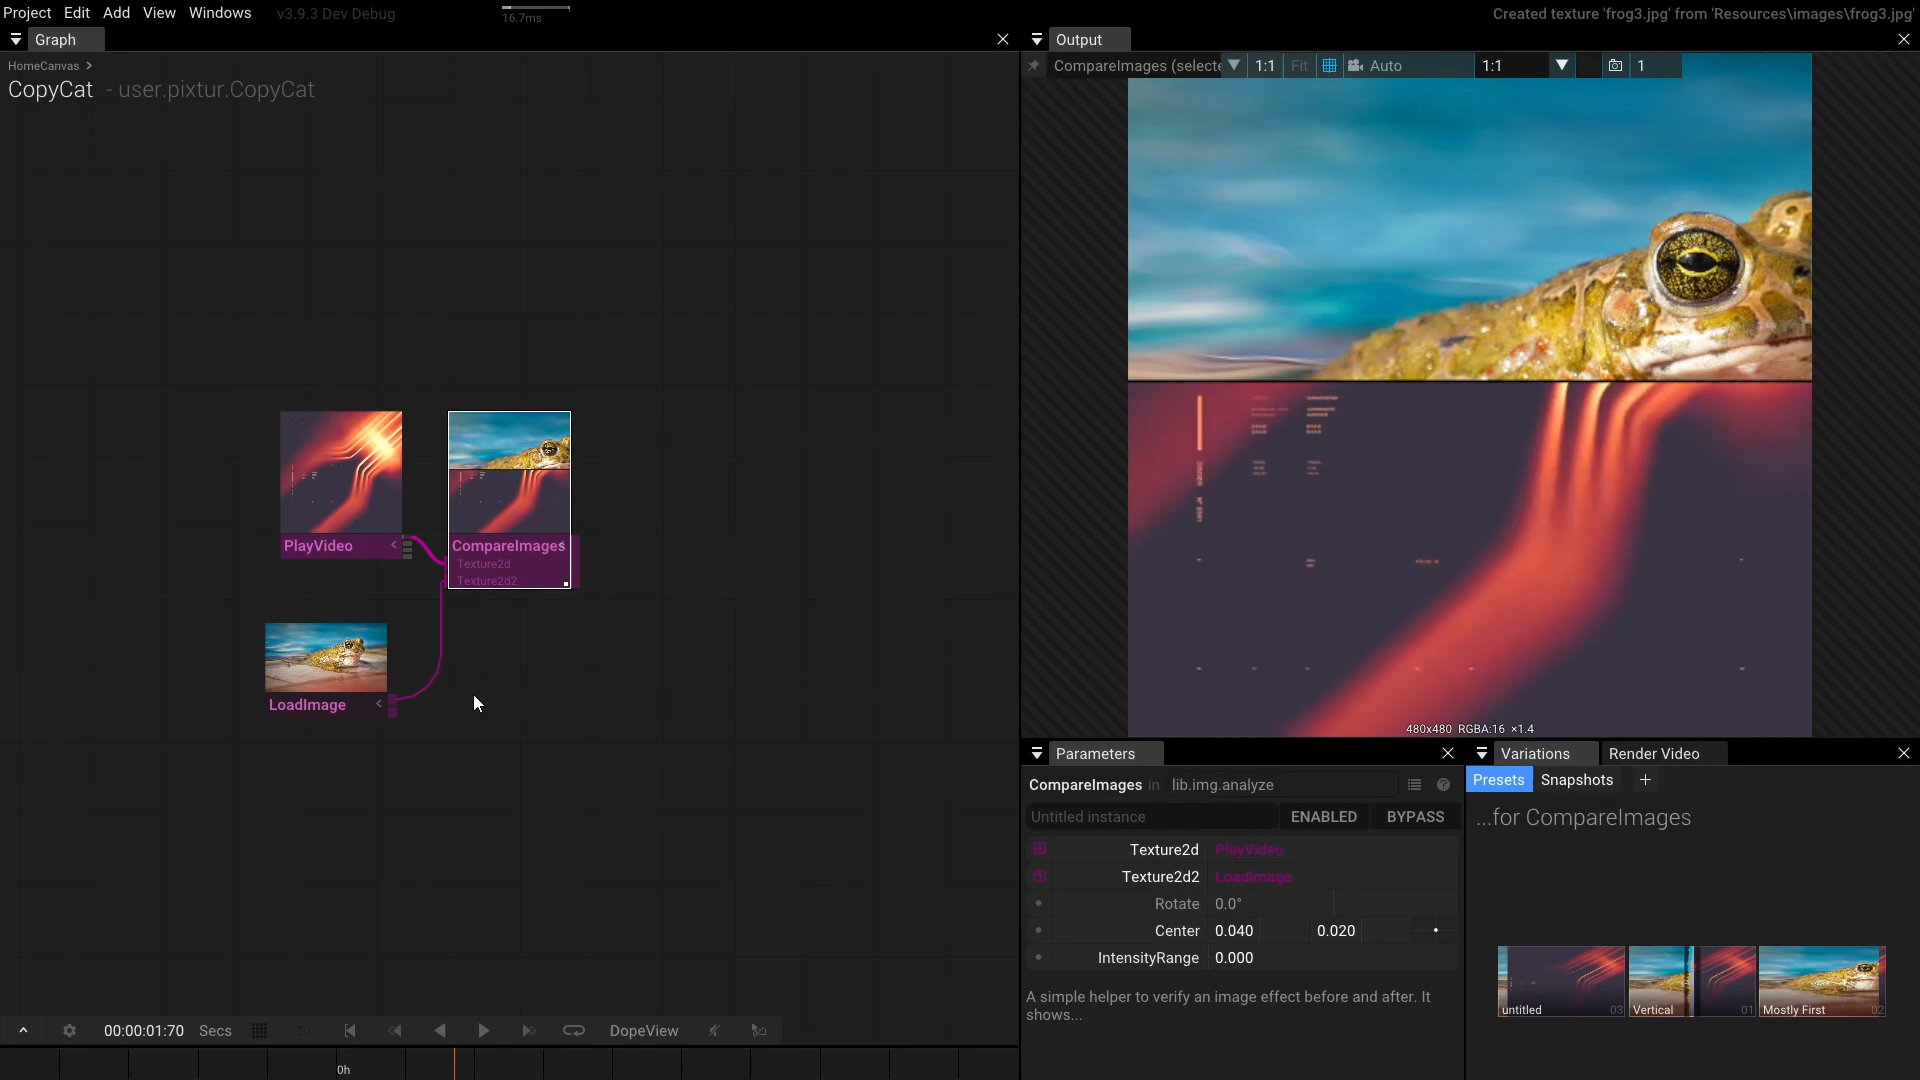 Project Edit Add View Windows v3.9.3 Dev Debug 16.7ms Created texture 'frog3.jpg' from 'Resources\images\frog3.jpg'
Graph
HomeCanvas >
CopyCat - user.pixtur.CopyCat
PlayVideo <
CompareImages
Texture2d
Texture2d2
LoadImage <
00:00:01:70 Secs DopeView
0h
Output
CompareImages (selecte 1:1 Fit Auto 1:1 1
480x480 RGBA:16 ×1.4
Parameters
CompareImages in lib.img.analyze
Untitled instance ENABLED BYPASS
Texture2d PlayVideo
Texture2d2 LoadImage
Rotate 0.0°
Center 0.040 0.020
IntensityRange 0.000
A simple helper to verify an image effect before and after. It
shows...
Variations Render Video
Presets Snapshots +
...for CompareImages
untitled 03 Vertical 01 Mostly First 02